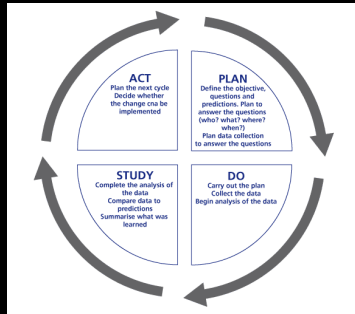 ACT
Plan the next cycle
Decide whether
the change cna be
implemented
PLAN
Define the objective,
questions and
predictions. Plan to
answer the questions
(who? what? where?
when?)
Plan data collection
to answer the questions
STUDY
Complete the analysis of
the data
Compare data to
predictions
Summarise what was
learned
DO
Carry out the plan
Collect the data
Begin analysis of the data